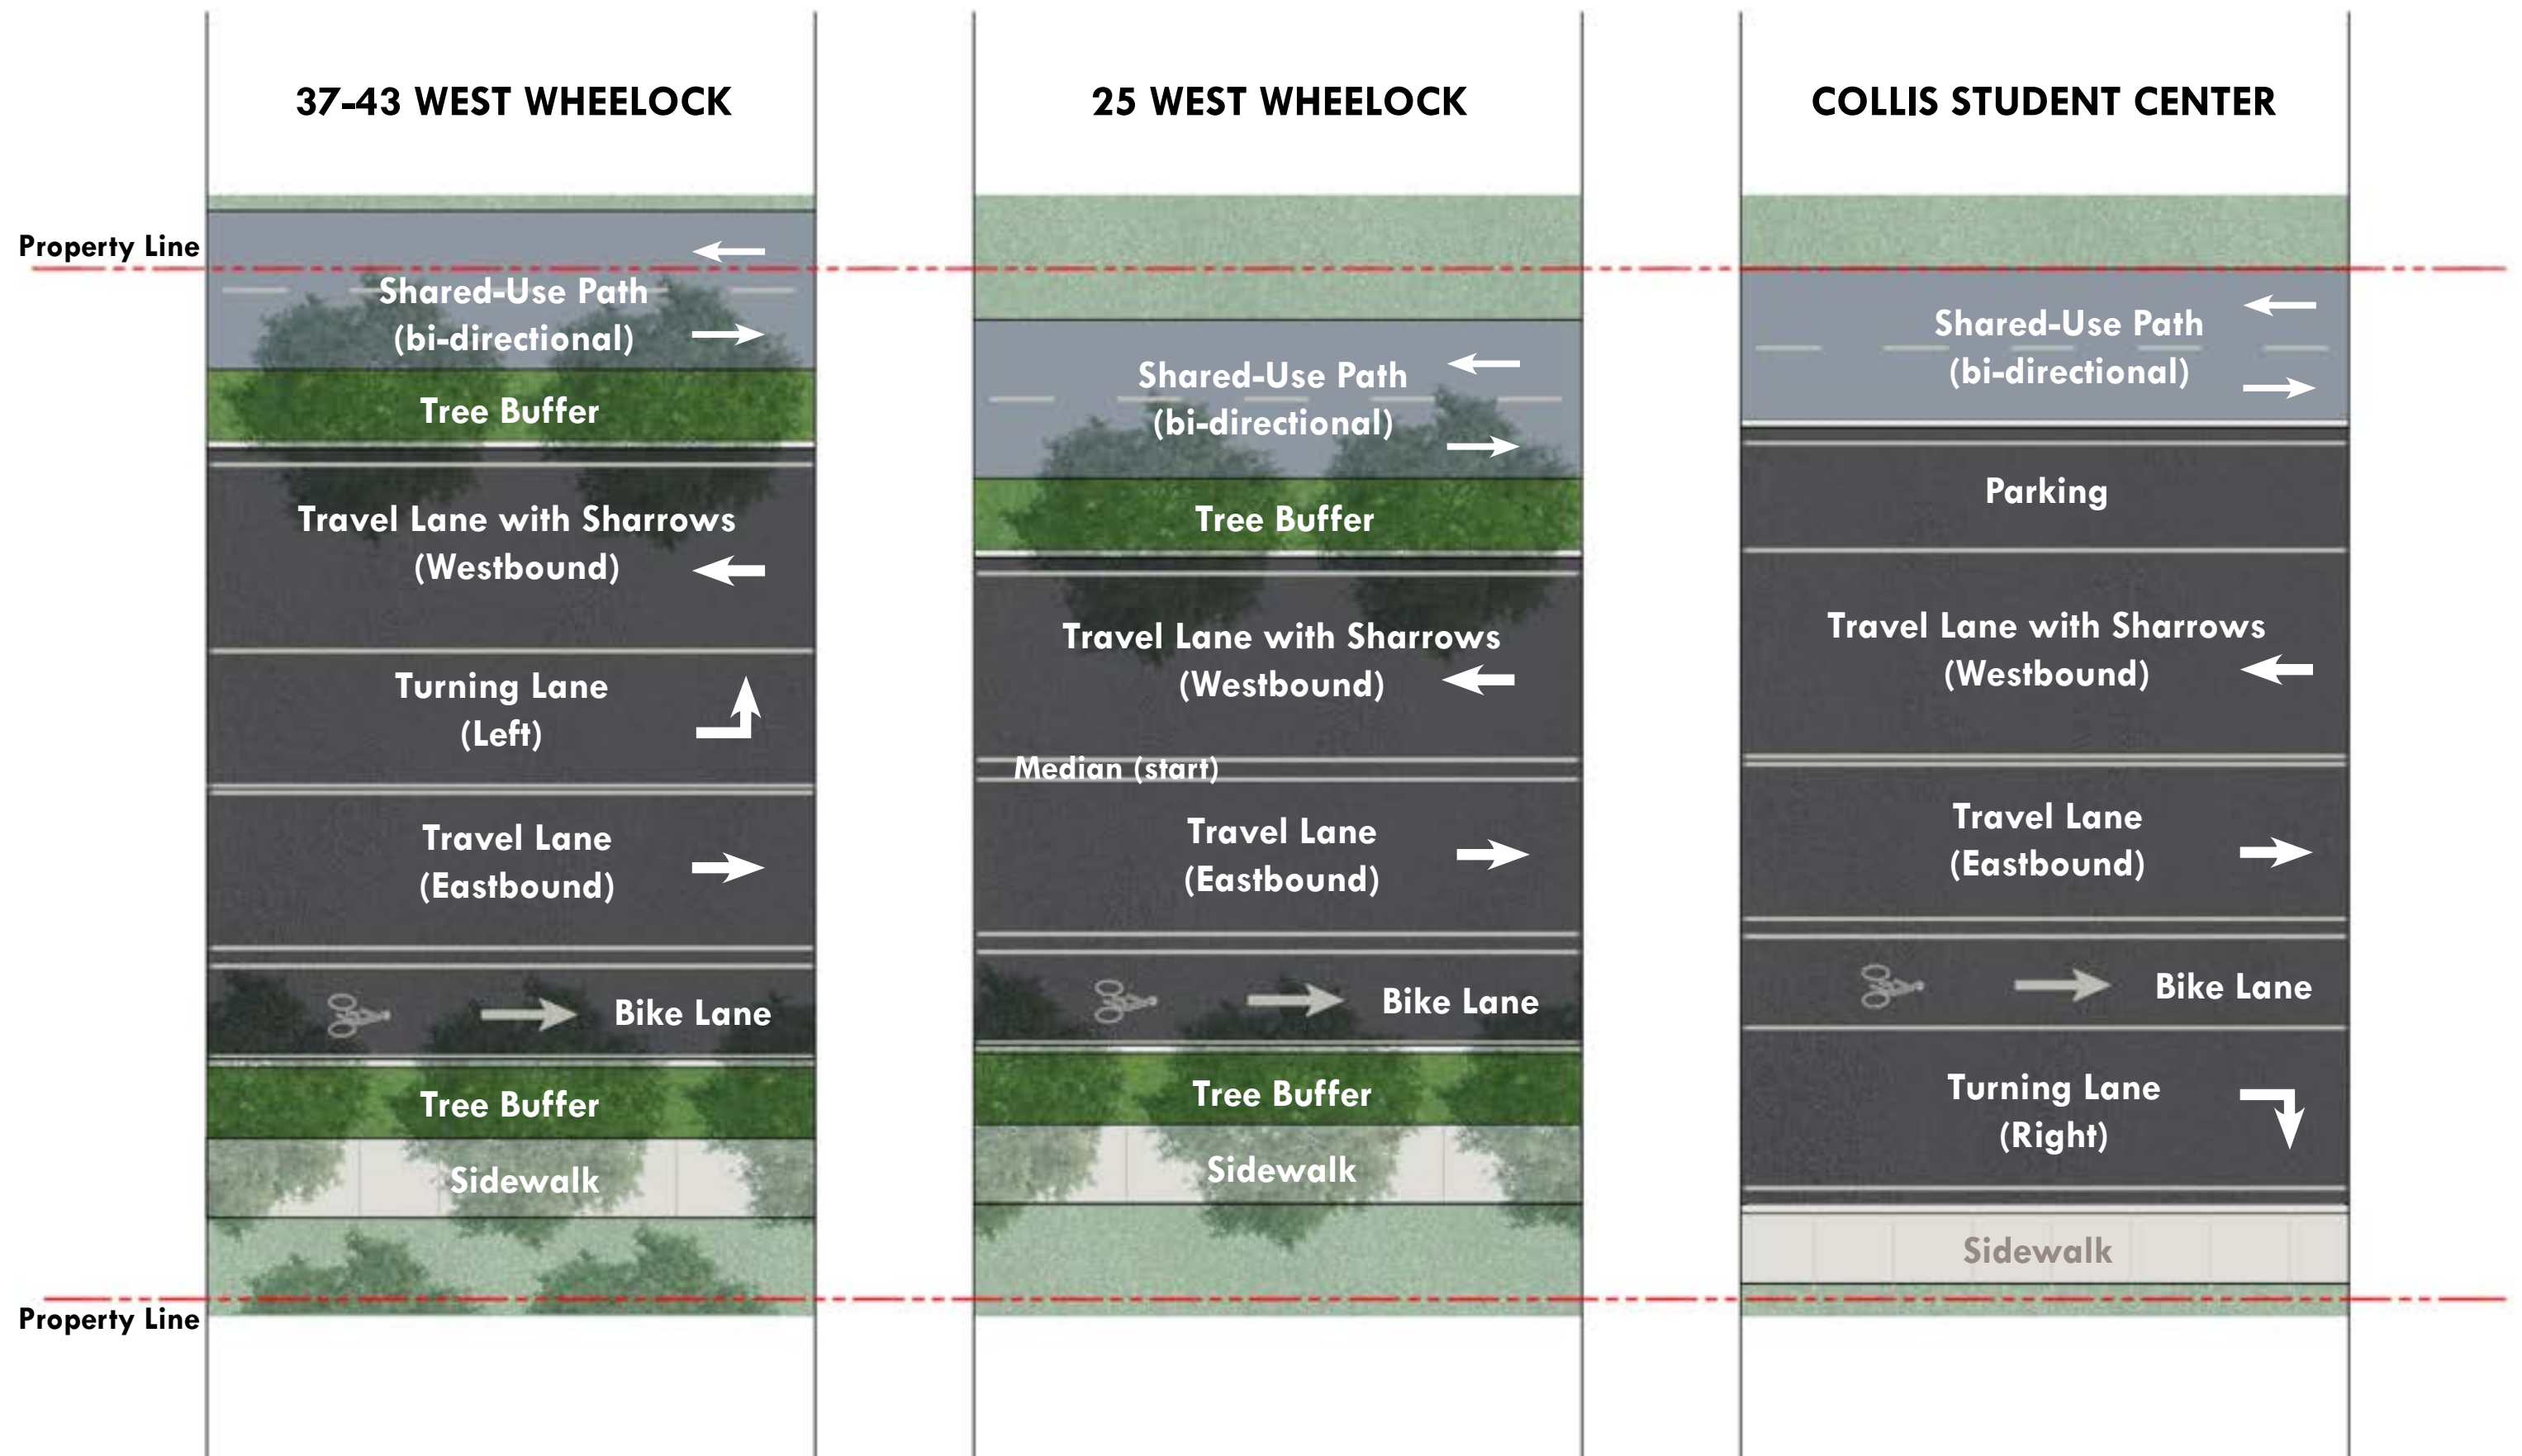 37-43 WEST WHEELOCK
25 WEST WHEELOCK
COLLIS STUDENT CENTER
Property Line
Shared-Use Path
(bi-directional)
Tree Buffer
Travel Lane with Sharrows
(Westbound)
Turning Lane
(Left)
Travel Lane
(Eastbound)
Bike Lane
Tree Buffer
Sidewalk
Property Line
Shared-Use Path
(bi-directional)
Tree Buffer
Travel Lane with Sharrows
(Westbound)
Median (start)
Travel Lane
(Eastbound)
Bike Lane
Tree Buffer
Sidewalk
Shared-Use Path
(bi-directional)
Parking
Travel Lane with Sharrows
(Westbound)
Travel Lane
(Eastbound)
Bike Lane
Turning Lane
(Right)
Sidewalk